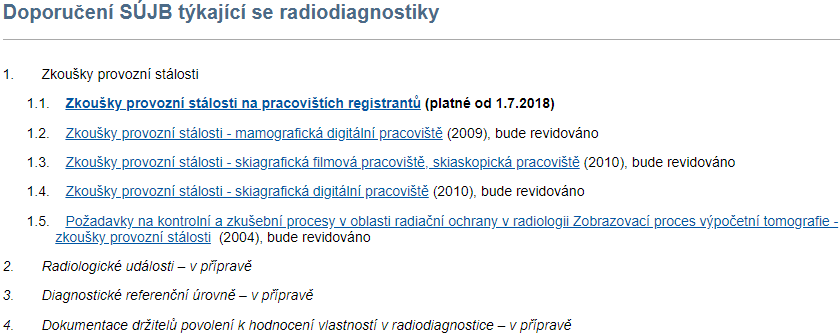 Doporučení SÚJB týkající se radiodiagnostiky
1. Zkoušky provozní stálosti
1.1. Zkoušky provozní stálosti na pracovištích registrantů (platné od 1.7.2018)
1.2. Zkoušky provozní stálosti - mamografická digitální pracoviště (2009), bude revidováno
1.3. Zkoušky provozní stálosti - skiagrafická filmová pracoviště, skiaskopická pracoviště (2010), bude revidováno
1.4. Zkoušky provozní stálosti - skiagrafická digitální pracoviště (2010), bude revidováno
1.5. Požadavky na kontrolní a zkušební procesy v oblasti radiační ochrany v radiologii Zobrazovací proces výpočetní tomografie -
zkoušky provozní stálosti (2004), bude revidováno
2. Radiologické události – v přípravě
3. Diagnostické referenční úrovně – v přípravě
4. Dokumentace držitelů povolení k hodnocení vlastností v radiodiagnostice – v přípravě